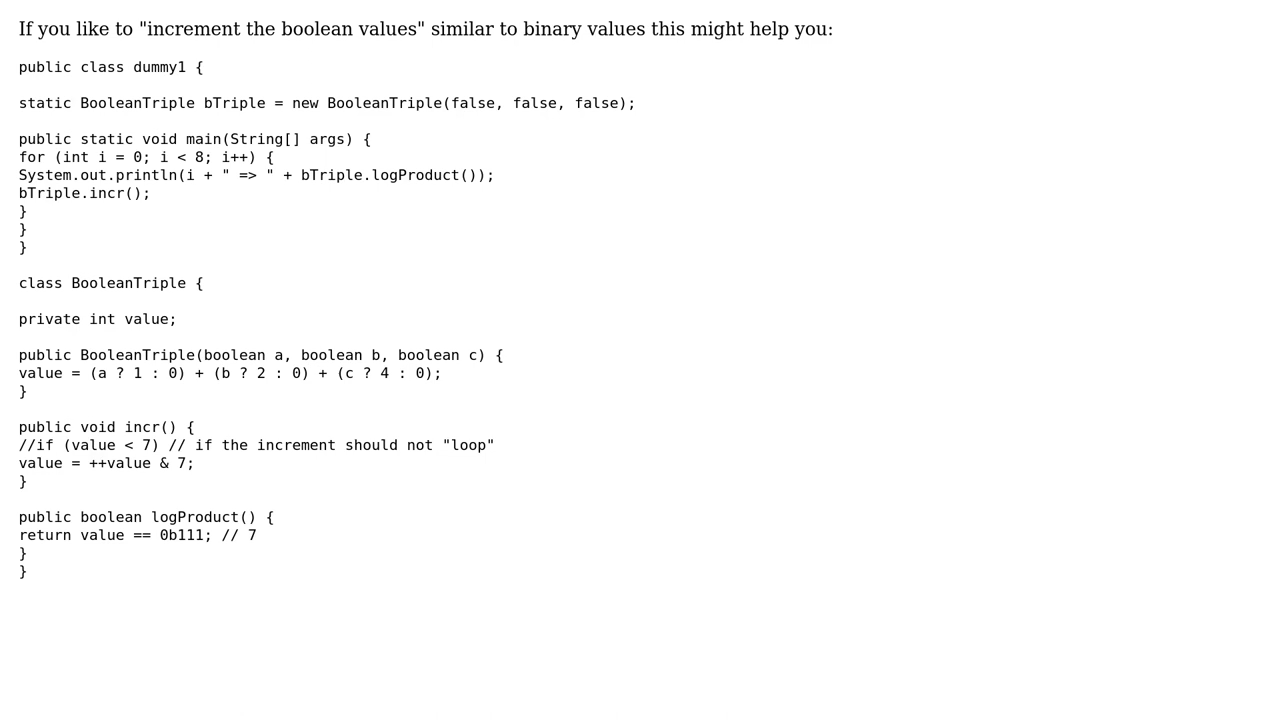 If you like to "increment the boolean values" similar to binary values this might help you:
public class dummy1 {
static BooleanTriple bTriple = new BooleanTriple(false, false, false);
public static void main(String[] args) {
for (int i = 0; i < 8; i++) {
System.out.println(i + " => " + bTriple.logProduct());
bTriple.incr();
}
}
}
class BooleanTriple {
private int value;
public BooleanTriple(boolean a, boolean b, boolean c) {
value = (a ? 1 : 0) + (b ? 2 : 0) + (c ? 4 : 0);
}
public void incr() {
//if (value < 7) // if the increment should not "loop"
value = ++value & 7;
}
public boolean logProduct() {
return value == 0b111; // 7
}
}